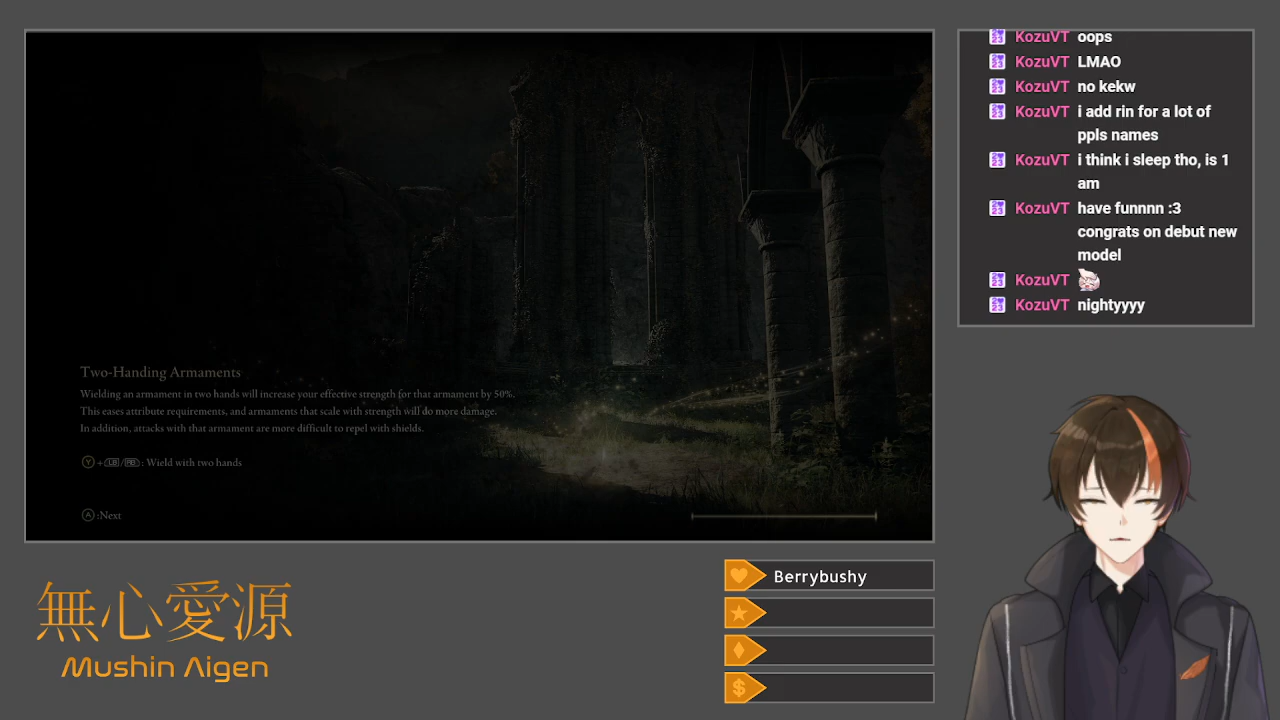 KozuVT oops
KozuVT LMAO
KozuVT no kekw
KozuVT i add rin for a lot of
ppls names
KozuVT i think i sleep tho, is 1
am
KozuVT have funnnn :3
congrats on debut new
model
KozuVT
KozuVT nightyyyy
Two-Handing Armaments
Wielding an armament in two hands will increase your effective strength for that armament by 50%.
This eases attribute requirements, and armaments that scale with strength will do more damage.
In addition, attacks with that armament are more difficult to repel with shields.
Y+LB/RB: Wield with two hands
A:Next
Berrybushy
無心愛源
Mushin Aigen